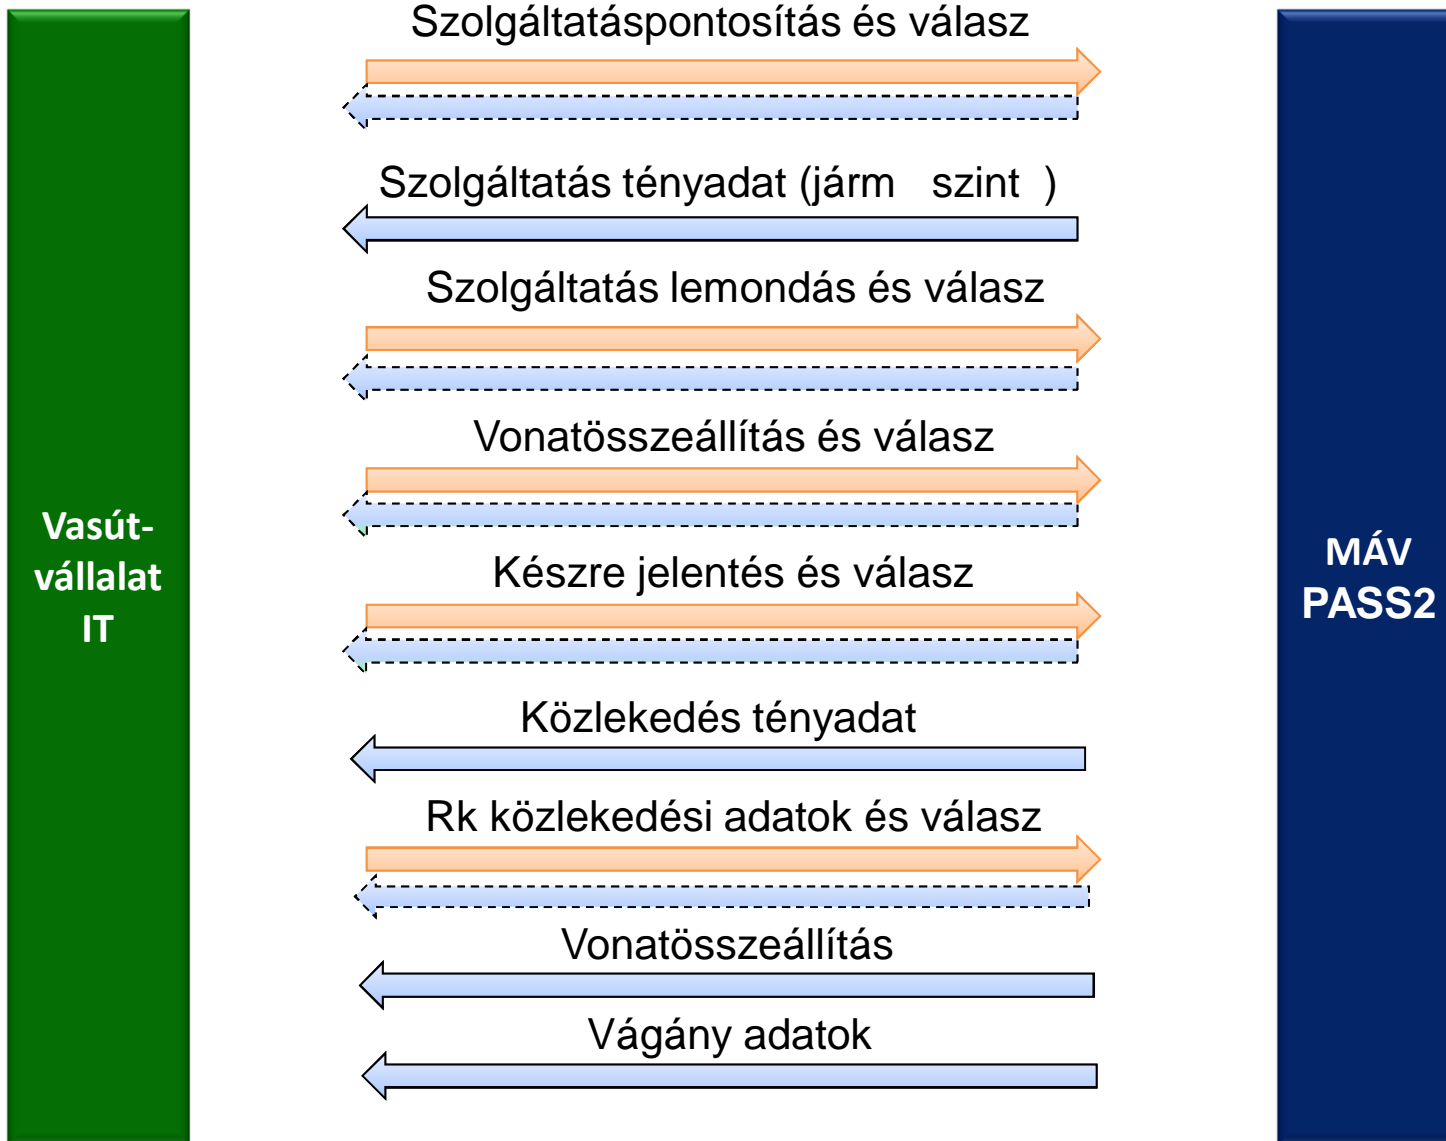 Szolgáltatáspontosítás és válasz
Szolgáltatás tényadat (járm szint )
Szolgáltatás lemondás és válasz
Vonatösszeállítás és válasz
Vasút-
vállalat
IT
Készre jelentés és válasz
MÁV
PASS2
Közlekedés tényadat
Rk közlekedési adatok és válasz
Vonatösszeállítás
Vágány adatok